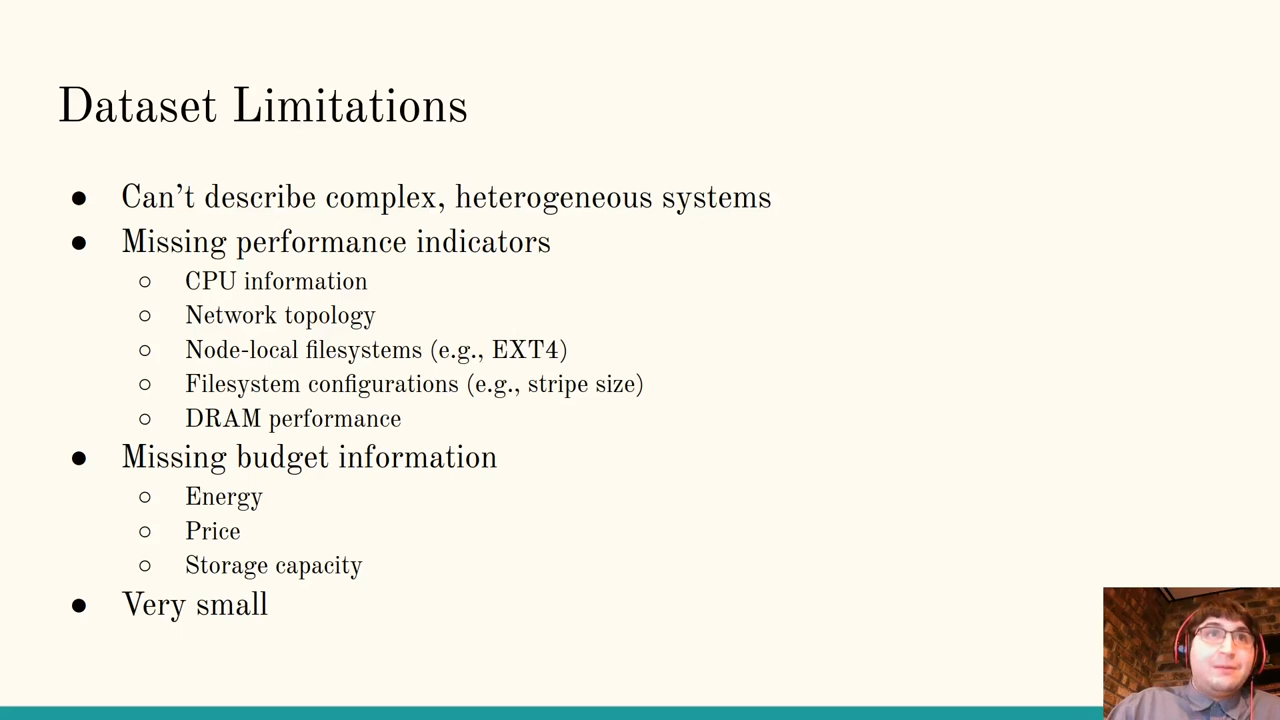 Dataset Limitations
● Can’t describe complex, heterogeneous systems
● Missing performance indicators
○ CPU information
○ Network topology
○ Node-local filesystems (e.g., EXT4)
○ Filesystem configurations (e.g., stripe size)
○ DRAM performance
● Missing budget information
○ Energy
○ Price
○ Storage capacity
● Very small